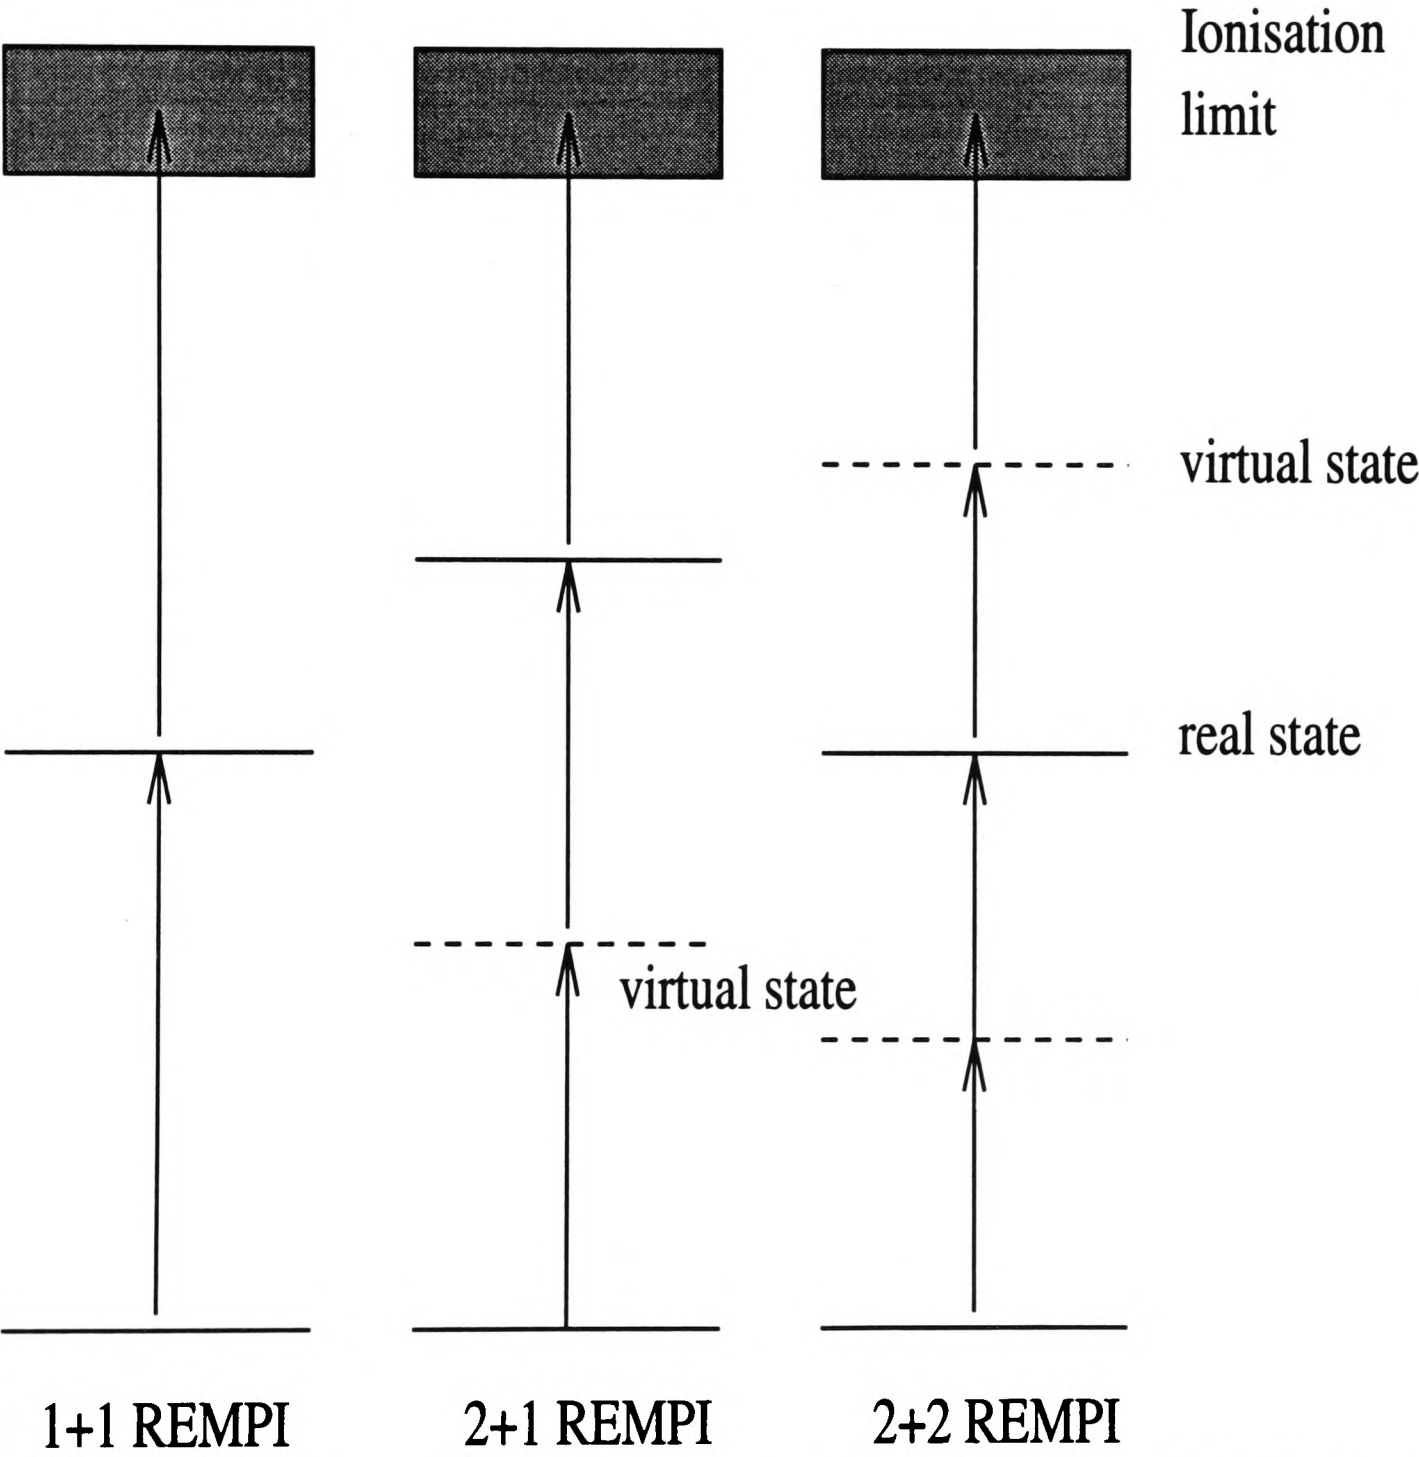 Ionisation
limit
virtual state
real state
virtual state
1+1 REMPI
2+1 REMPI
2+2 REMPI